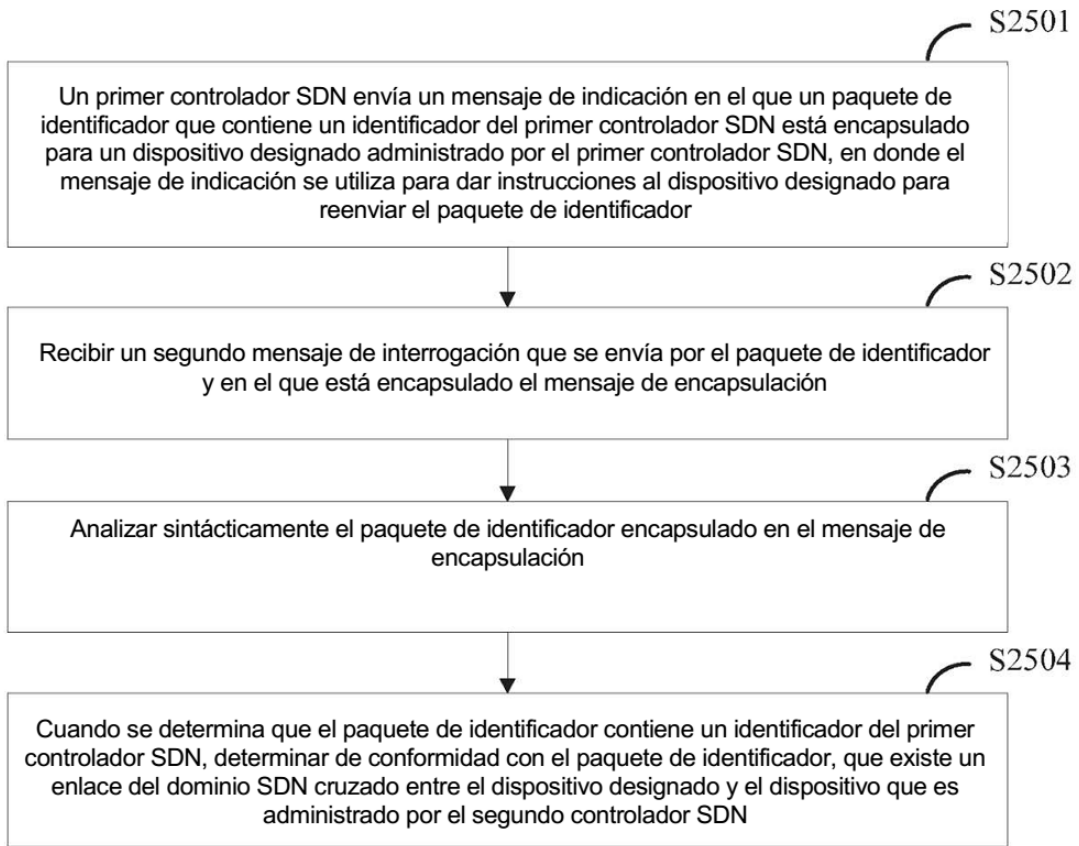 S2501
Un primer controlador SDN envía un mensaje de indicación en el que un paquete de
identificador que contiene un identificador del primer controlador SDN está encapsulado
para un dispositivo designado administrado por el primer controlador SDN, en donde el
mensaje de indicación se utiliza para dar instrucciones al dispositivo designado para
reenviar el paquete de identificador
S2502
Recibir un segundo mensaje de interrogación que se envía por el paquete de identificador
y en el que está encapsulado el mensaje de encapsulación
S2503
Analizar sintácticamente el paquete de identificador encapsulado en el mensaje de
encapsulación
S2504
Cuando se determina que el paquete de identificador contiene un identificador del primer
controlador SDN, determinar de conformidad con el paquete de identificador, que existe un
enlace del dominio SDN cruzado entre el dispositivo designado y el dispositivo que es
administrado por el segundo controlador SDN